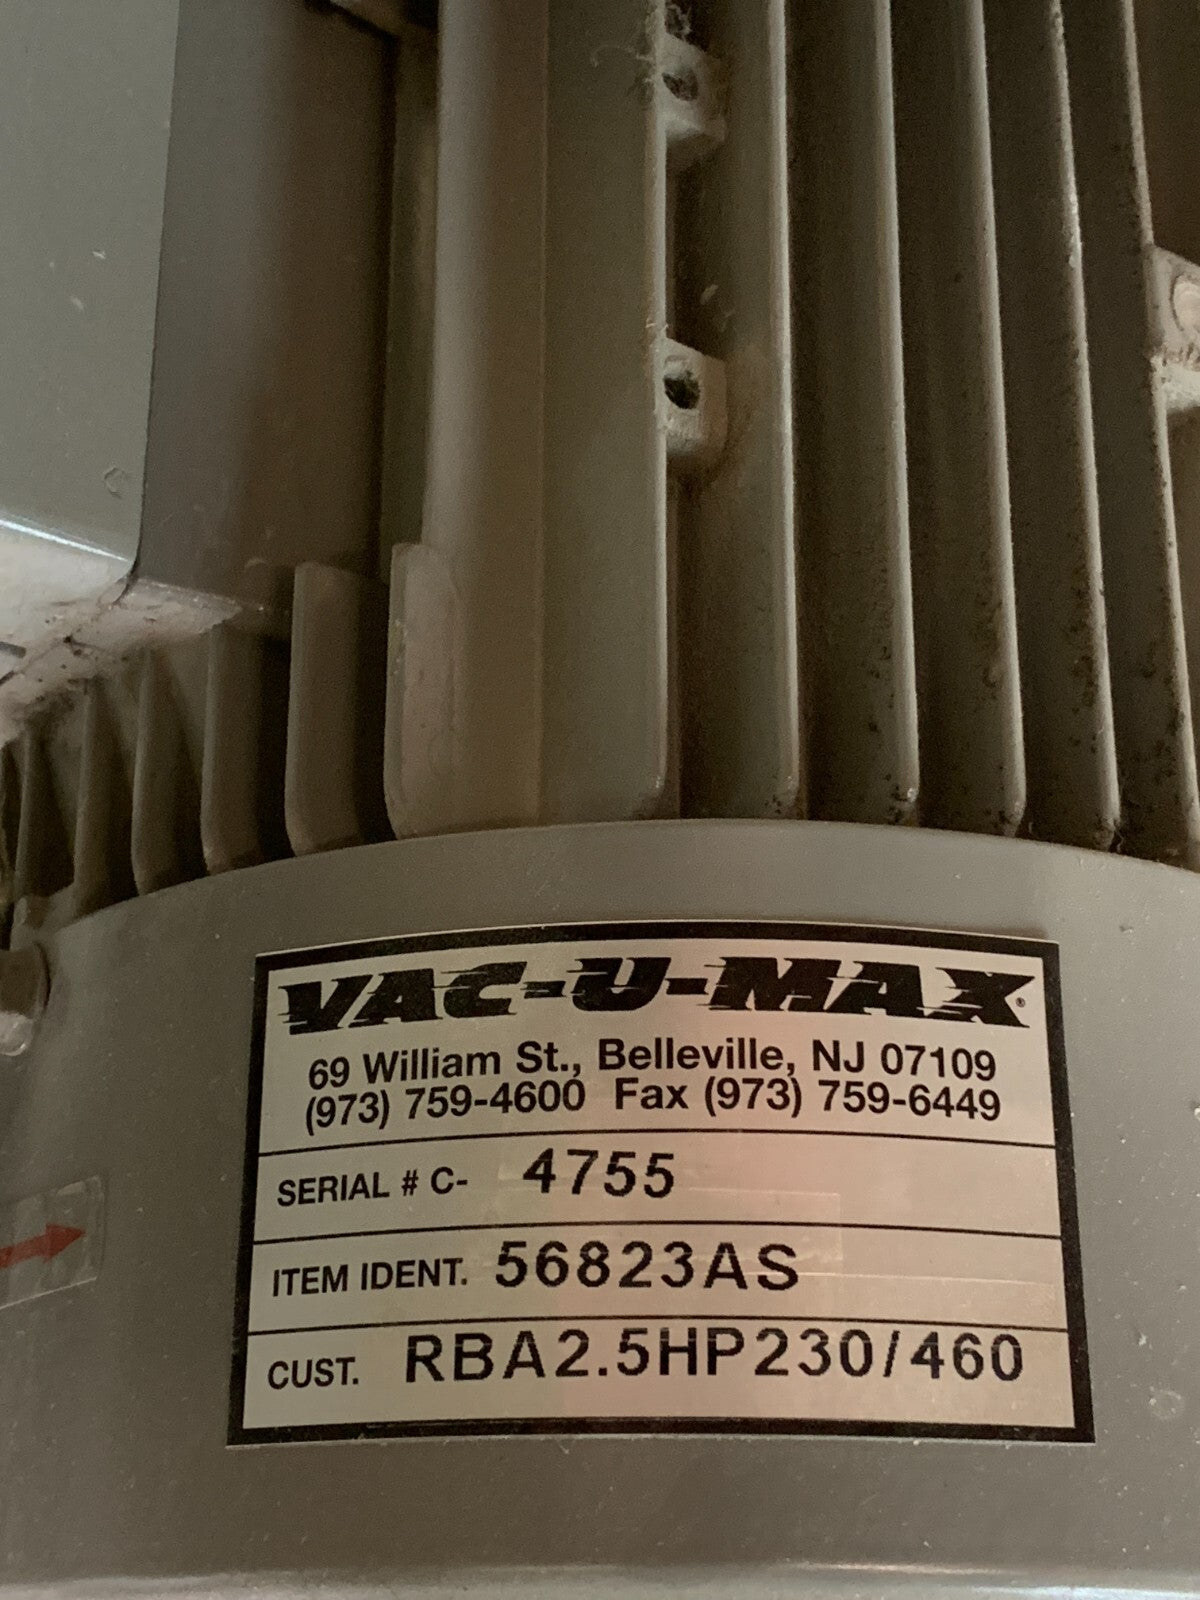 VAC-U-MAX®
69 William St., Belleville, NJ 07109
(973) 759-4600 Fax (973) 759-6449
SERIAL # C- 4755
ITEM IDENT. 56823AS
CUST. RBA2.5HP230/460